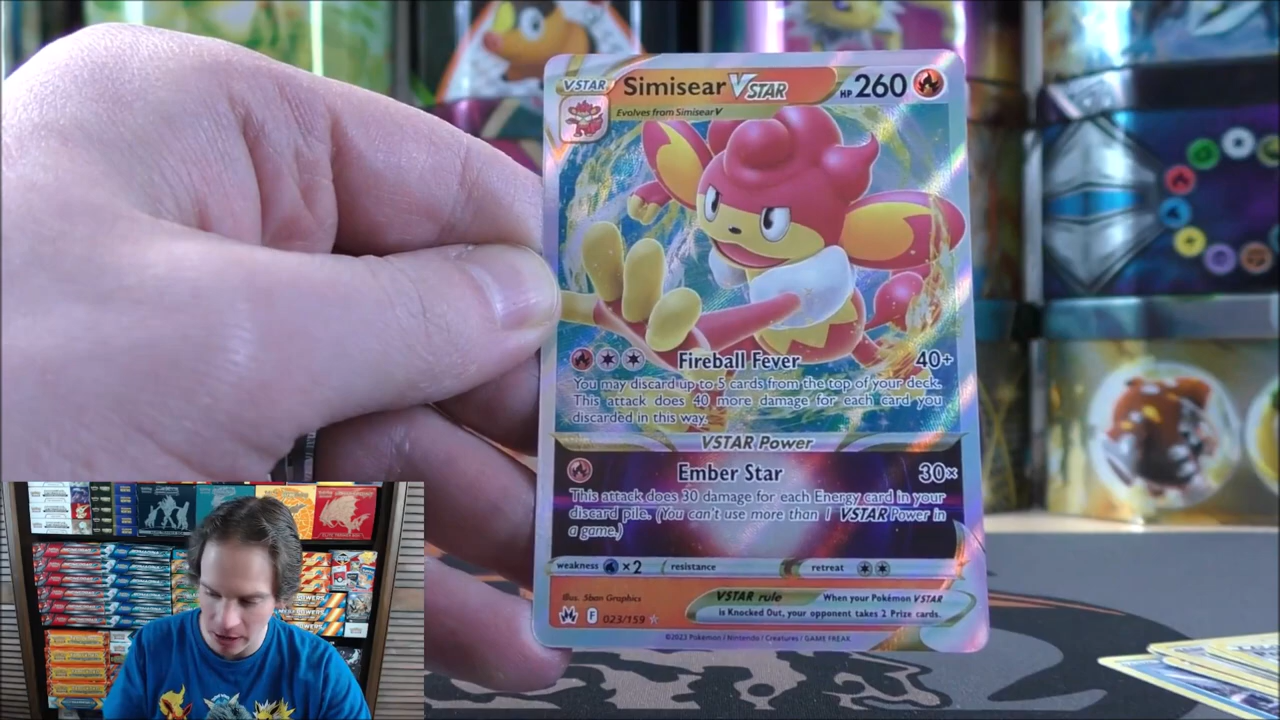 VSTAR Simisear VSTAR HP 260
Evolves from Simisear V
Fireball Fever 40+
You may discard up to 5 cards from the top of your deck.
This attack does 40 more damage for each card you
discarded in this way.
VSTAR Power
Ember Star 30×
This attack does 30 damage for each Energy card in your
discard pile. (You can't use more than 1 VSTAR Power in
a game.)
weakness ×2 resistance retreat
Illus. 5ban Graphics
VSTAR rule When your Pokémon VSTAR
is Knocked Out, your opponent takes 2 Prize cards.
F 023/159
©2023 Pokémon / Nintendo / Creatures / GAME FREAK